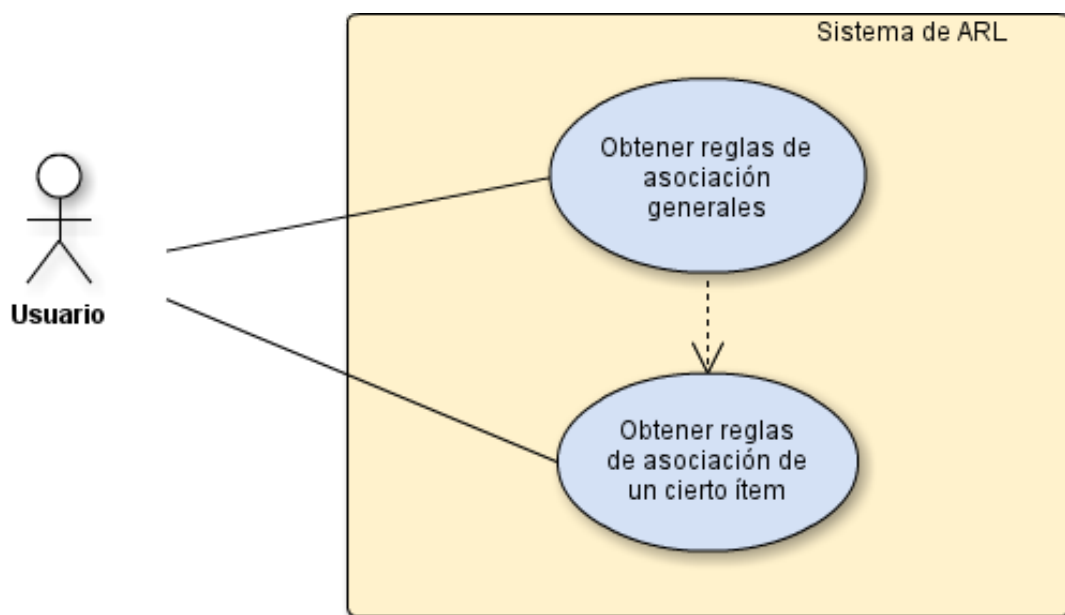 Sistema de ARL
Obtener reglas de
asociación
generales
Usuario
Obtener reglas
de asociación de
un cierto ítem